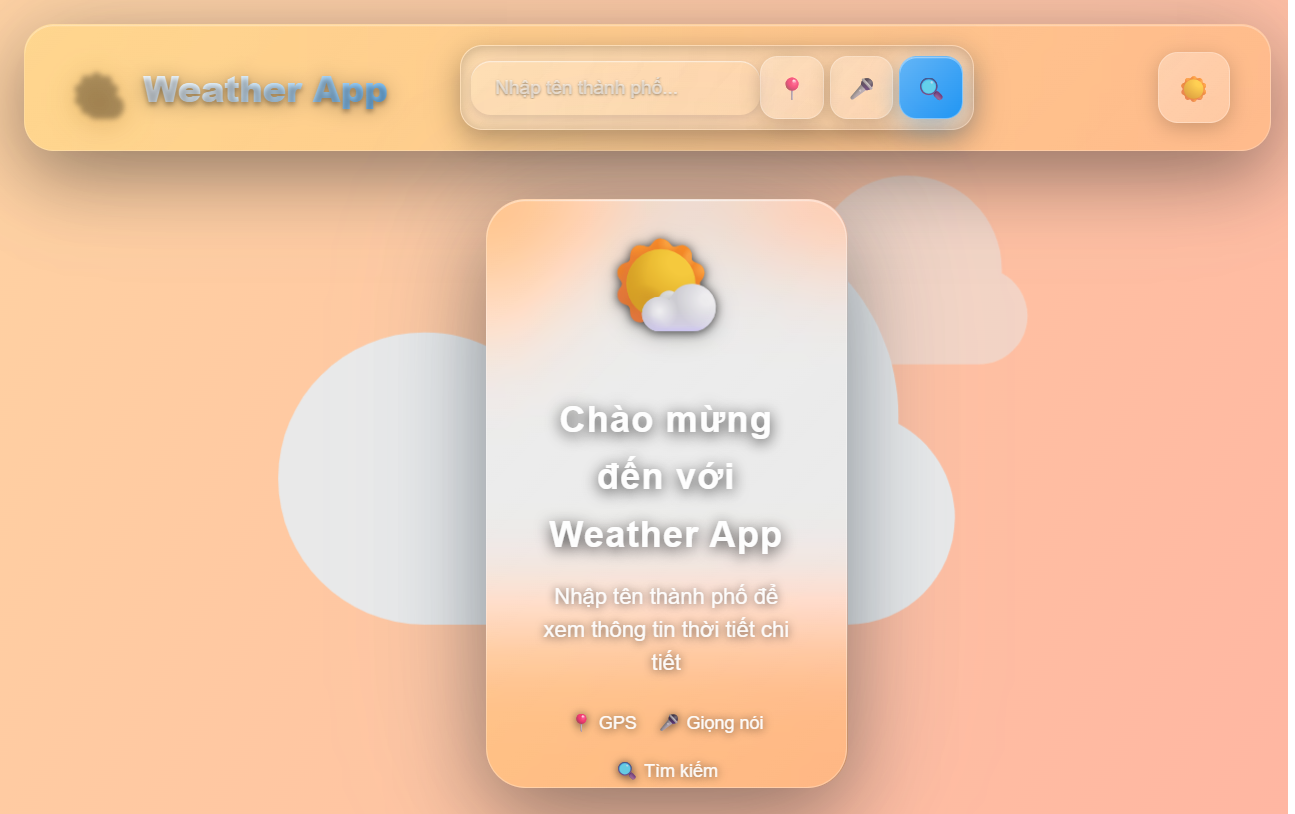 Weather App
Nhập tên thành phố...
Chào mừng
đến với
Weather App
Nhập tên thành phố để
xem thông tin thời tiết chi
tiết
GPS Giọng nói
Tìm kiếm